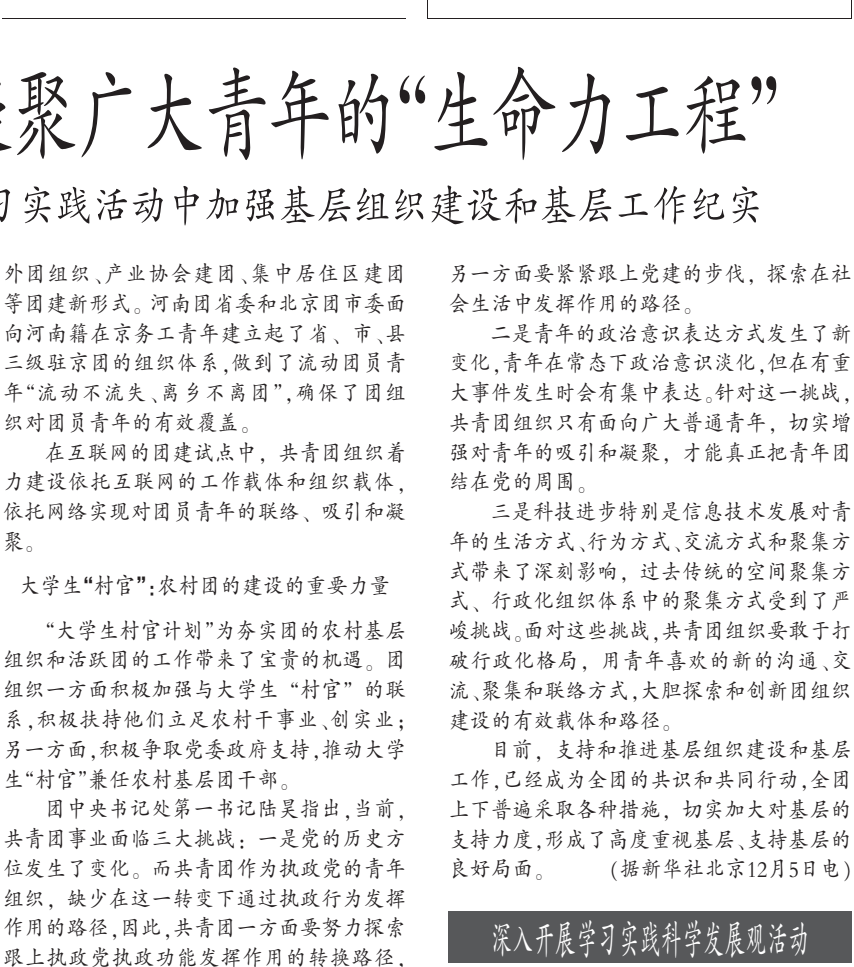 聚广大青年的“生命力工程”
习实践活动中加强基层组织建设和基层工作纪实
外团组织、产业协会建团、集中居住区建团
等团建新形式。河南团省委和北京团市委面
向河南籍在京务工青年建立起了省、市、县
三级驻京团的组织体系,做到了流动团员青
年“流动不流失、离乡不离团”,确保了团组
织对团员青年的有效覆盖。
在互联网的团建试点中，共青团组织着
力建设依托互联网的工作载体和组织载体,
依托网络实现对团员青年的联络、吸引和凝
聚。
大学生“村官”:农村团的建设的重要力量
“大学生村官计划”为夯实团的农村基层
组织和活跃团的工作带来了宝贵的机遇。团
组织一方面积极加强与大学生“村官”的联
系,积极扶持他们立足农村干事业、创实业;
另一方面,积极争取党委政府支持,推动大学
生“村官”兼任农村基层团干部。
团中央书记处第一书记陆昊指出,当前,
共青团事业面临三大挑战：一是党的历史方
位发生了变化。而共青团作为执政党的青年
组织，缺少在这一转变下通过执政行为发挥
作用的路径,因此,共青团一方面要努力探索
跟上执政党执政功能发挥作用的转换路径,
另一方面要紧紧跟上党建的步伐，探索在社
会生活中发挥作用的路径。
二是青年的政治意识表达方式发生了新
变化,青年在常态下政治意识淡化,但在有重
大事件发生时会有集中表达。针对这一挑战,
共青团组织只有面向广大普通青年，切实增
强对青年的吸引和凝聚，才能真正把青年团
结在党的周围。
三是科技进步特别是信息技术发展对青
年的生活方式、行为方式、交流方式和聚集方
式带来了深刻影响，过去传统的空间聚集方
式、行政化组织体系中的聚集方式受到了严
峻挑战。面对这些挑战,共青团组织要敢于打
破行政化格局，用青年喜欢的新的沟通、交
流、聚集和联络方式,大胆探索和创新团组织
建设的有效载体和路径。
目前，支持和推进基层组织建设和基层
工作,已经成为全团的共识和共同行动,全团
上下普遍采取各种措施，切实加大对基层的
支持力度,形成了高度重视基层、支持基层的
良好局面。 (据新华社北京12月5日电)
深入开展学习实践科学发展观活动